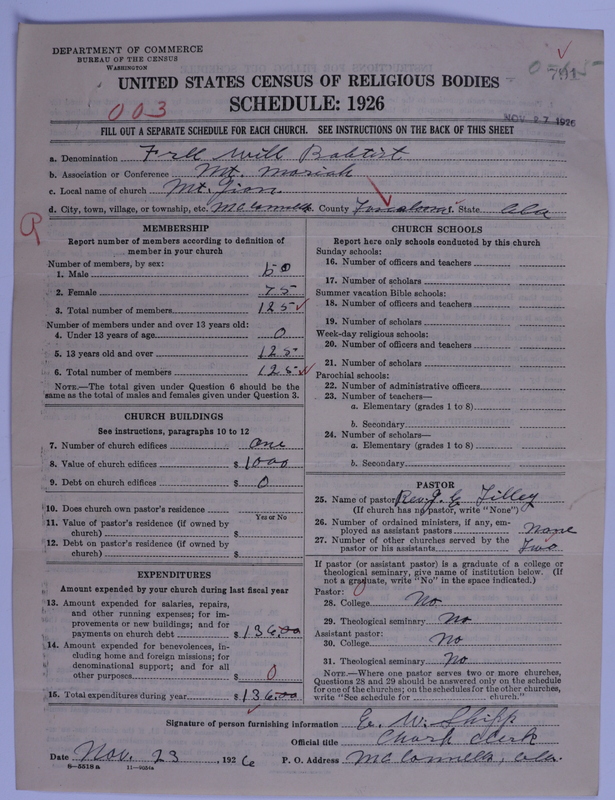 DEPARTMENT OF COMMERCE
BUREAU OF THE CENSUS
WASHINGTON
UNITED STATES CENSUS OF RELIGIOUS BODIES
SCHEDULE: 1926
003
NOV 27 1926
FILL OUT A SEPARATE SCHEDULE FOR EACH CHURCH. SEE INSTRUCTIONS ON THE BACK OF THIS SHEET
a. Denomination Free Will Babtist
b. Association or Conference Mt. Moriah
c. Local name of church Mt. Zion
d. City, town, village, or township, etc. McConnells. County Tuscaloosa. State Ala
MEMBERSHIP
Report number of members according to definition of
member in your church
Number of members, by sex:
1. Male 50
2. Female 75
3. Total number of members 125
Number of members under and over 13 years old:
4. Under 13 years of age 0
5. 13 years old and over 125
6. Total number of members 125
NOTE.—The total given under Question 6 should be the
same as the total of males and females given under Question 3.
CHURCH BUILDINGS
See instructions, paragraphs 10 to 12
7. Number of church edifices one
8. Value of church edifices $ 1000
9. Debt on church edifices $ 0
10. Does church own pastor's residence
Yes or No
11. Value of pastor's residence (if owned by
church) $
12. Debt on pastor's residence (if owned by
church) $
EXPENDITURES
Amount expended by your church during last fiscal year
13. Amount expended for salaries, repairs,
and other running expenses; for im-
provements or new buildings; and for
payments on church debt $ 136.00
14. Amount expended for benevolences, in-
cluding home and foreign missions; for
denominational support; and for all
other purposes $ 0
15. Total expenditures during year $ 136.00
CHURCH SCHOOLS
Report here only schools conducted by this church
Sunday schools:
16. Number of officers and teachers
17. Number of scholars
Summer vacation Bible schools:
18. Number of officers and teachers
19. Number of scholars
Week-day religious schools:
20. Number of officers and teachers
21. Number of scholars
Parochial schools:
22. Number of administrative officers
23. Number of teachers—
a. Elementary (grades 1 to 8)
b. Secondary
24. Number of scholars—
a. Elementary (grades 1 to 8)
b. Secondary
PASTOR
25. Name of pastor Rev. J. E. Tilley
(If church has no pastor, write "None")
26. Number of ordained ministers, if any, em-
ployed as assistant pastors None
27. Number of other churches served by the
pastor or his assistants Two
If pastor (or assistant pastor) is a graduate of a college or
theological seminary, give name of institution below. (If
not a graduate, write "No" in the space indicated.)
Pastor:
28. College No
29. Theological seminary No
Assistant pastor:
30. College No
31. Theological seminary No
NOTE.—Where one pastor serves two or more churches,
Questions 28 and 29 should be answered only on the schedule
for one of the churches; on the schedules for the other churches,
write "See schedule for church."
Signature of person furnishing information E. W. Shipp
Official title Church Clerk
Date Nov. 23, 1926 P. O. Address McConnells, Ala.
8—5518 a